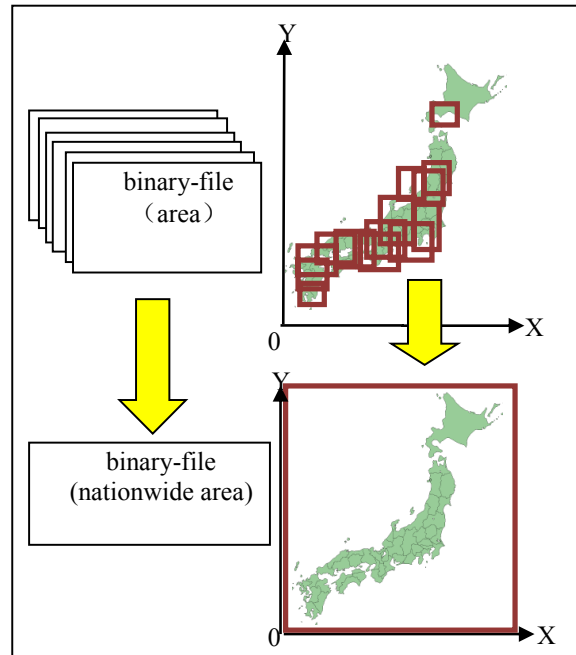 Y
binary-file
（area）
X
0
Y
binary-file
(nationwide area)
0
X